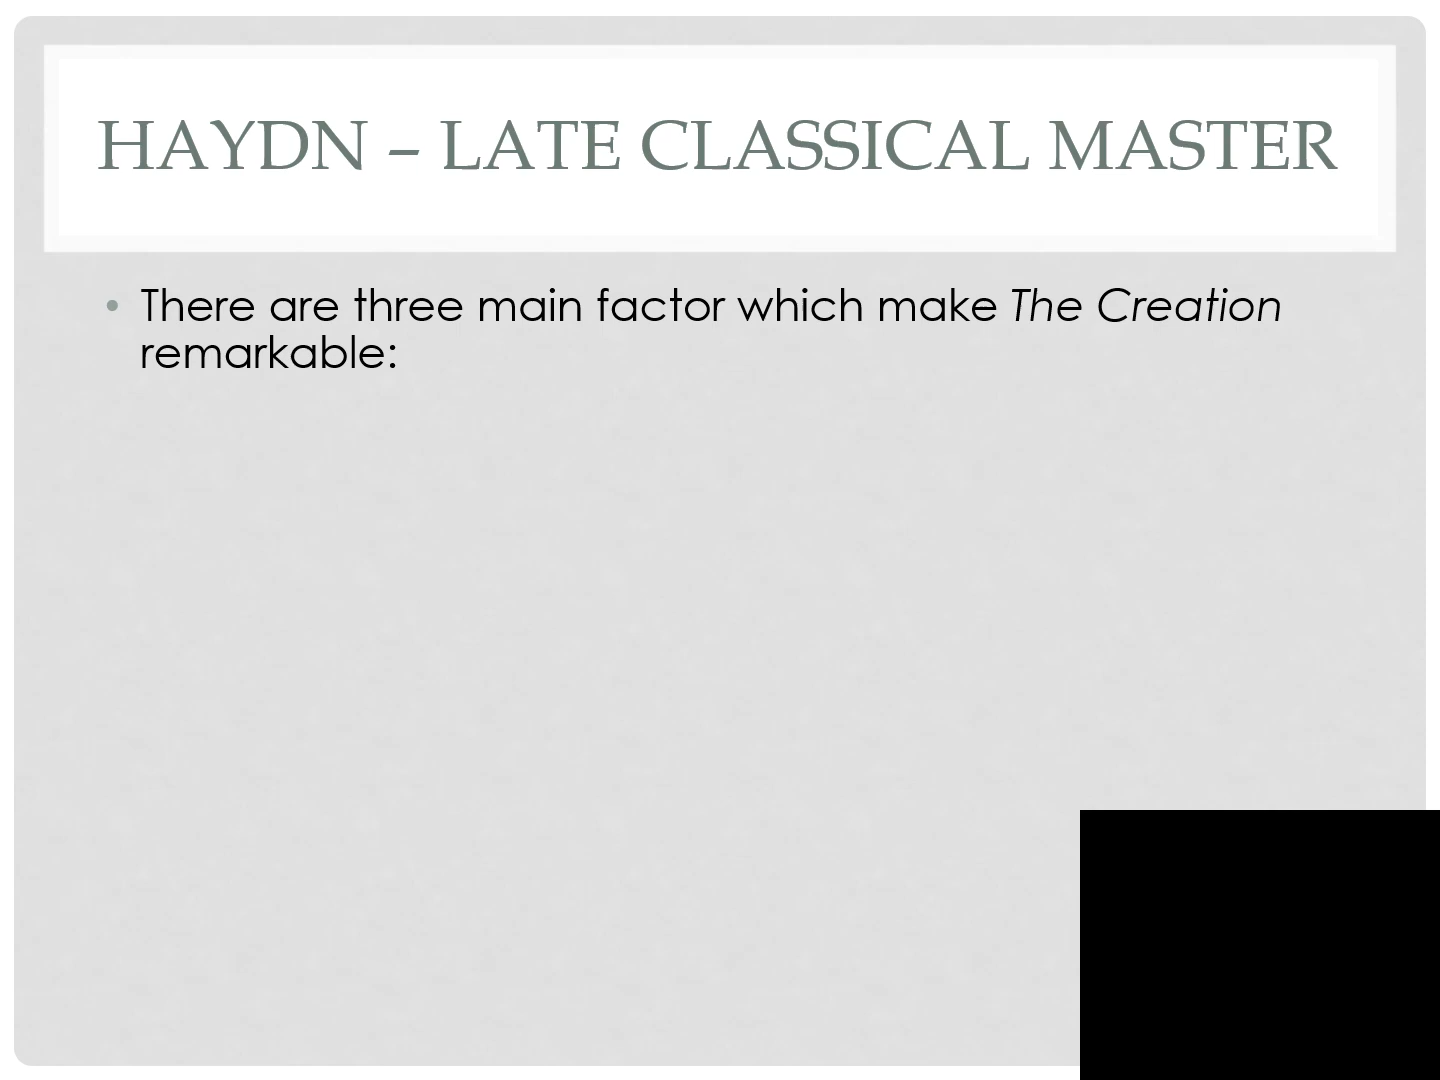 HAYDN – LATE CLASSICAL MASTER
• There are three main factor which make The Creation
remarkable: